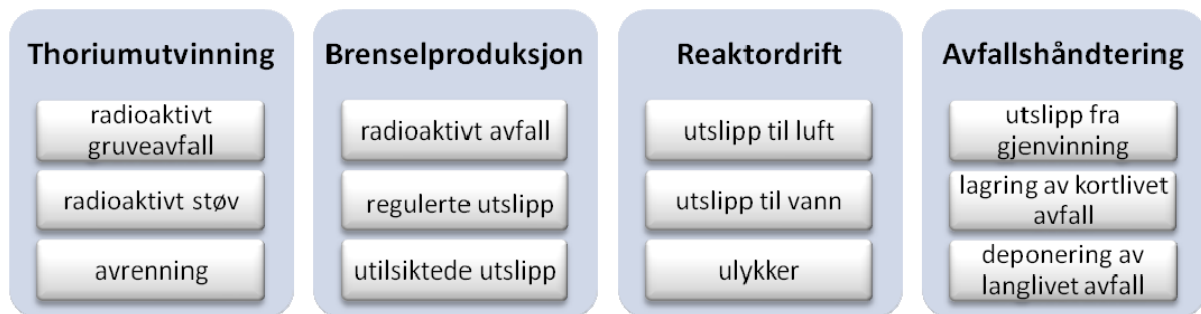 Thoriumutvinning
radioaktivt
gruveavfall
radioaktivt støv
avrenning
Brenselproduksjon
radioaktivt avfall
regulerte utslipp
utilsiktede utslipp
Reaktordrift
utslipp til luft
utslipp til vann
ulykker
Avfallshåndtering
utslipp fra
gjenvinning
lagring av kortlivet
avfall
deponering av
langlivet avfall